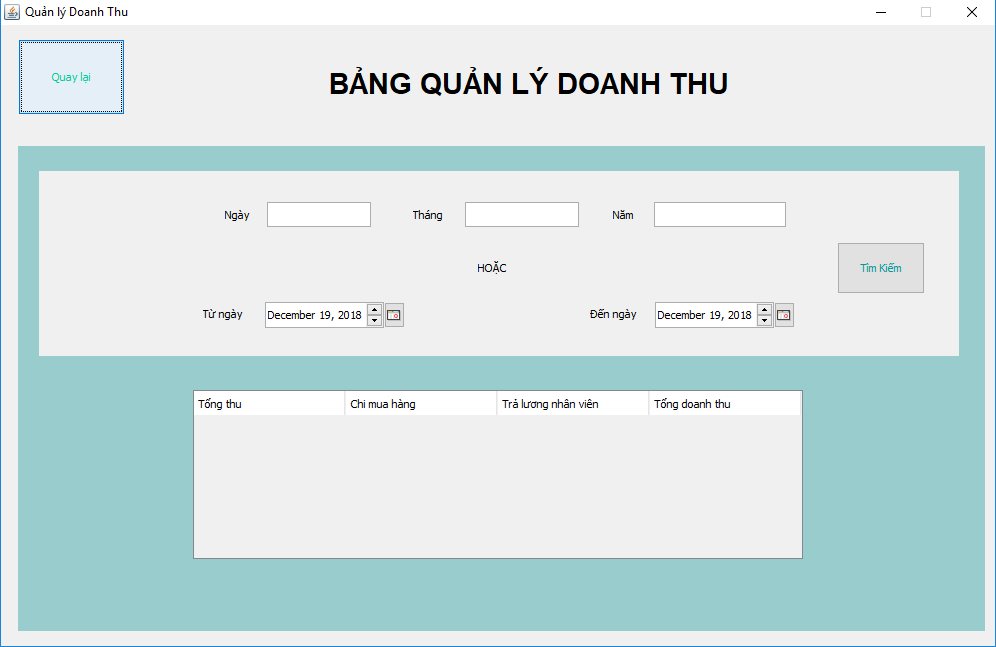 Quản lý Doanh Thu
Quay lại
BẢNG QUẢN LÝ DOANH THU
Ngày Tháng Năm
HOẶC
Tìm Kiếm
Từ ngày December 19, 2018 Đến ngày December 19, 2018
Tổng thu Chi mua hàng Trả lương nhân viên Tổng doanh thu